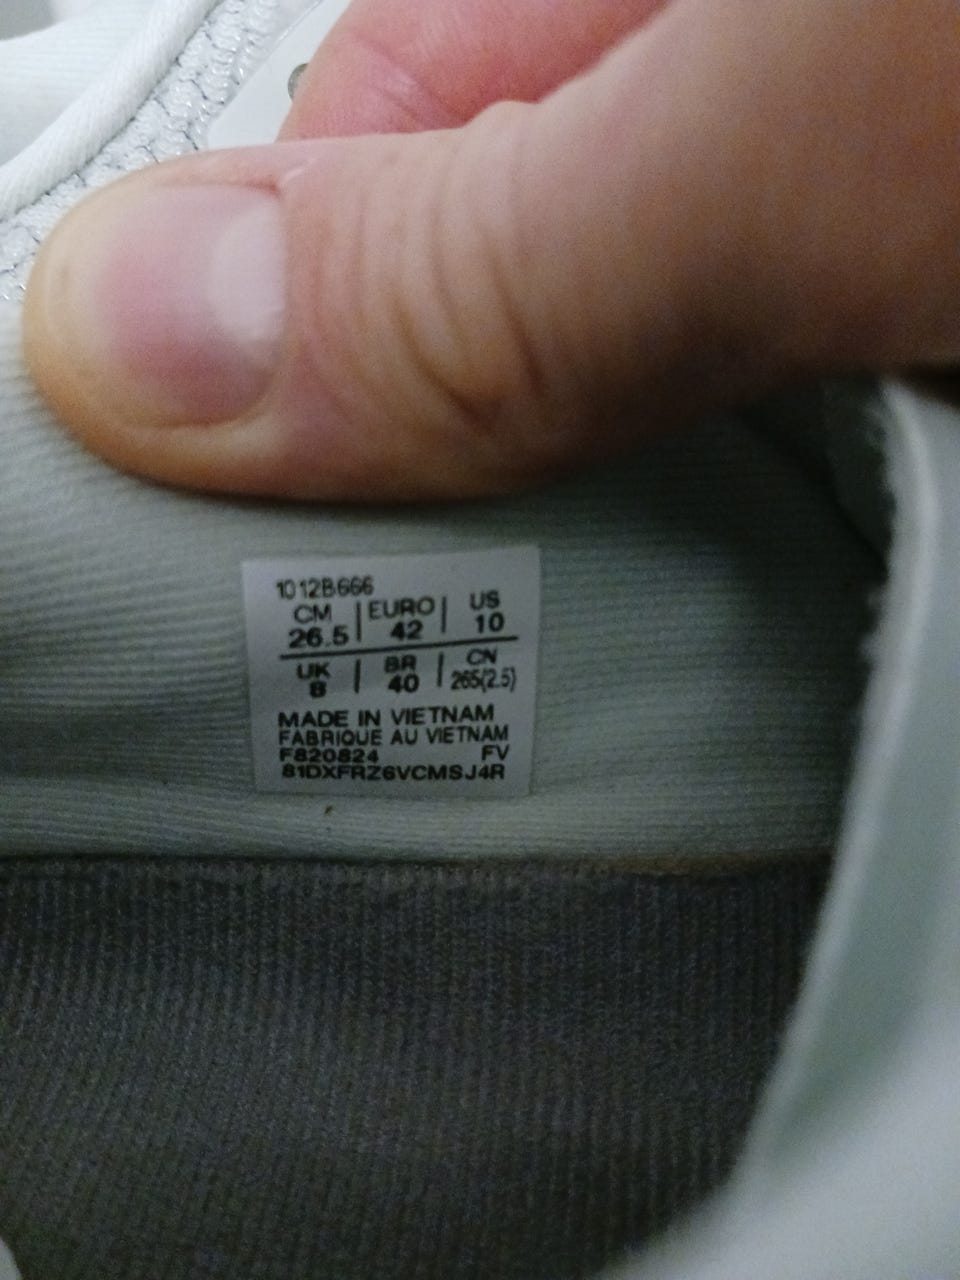 1012B666
CM | EURO | US
26.5 | 42 | 10
UK | BR | CN
8 | 40 | 265(2.5)
MADE IN VIETNAM
FABRIQUE AU VIETNAM
F820824 FV
81DXFRZ6VCMSJ4R